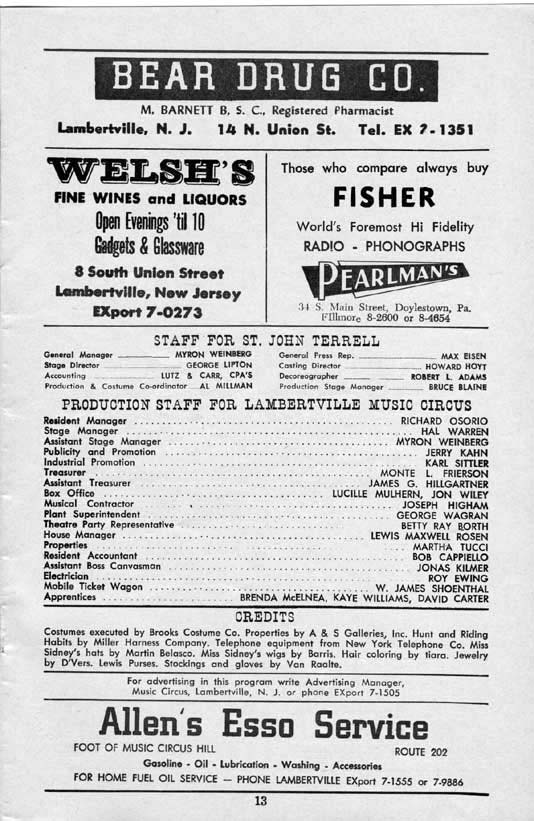 BEAR DRUG CO.
M. BARNETT B. S. C., Registered Pharmacist
Lambertville, N. J. 14 N. Union St. Tel. EX 7-1351
WELSH'S
FINE WINES and LIQUORS
Open Evenings 'til 10
Gadgets & Glassware
8 South Union Street
Lambertville, New Jersey
EXport 7-0273
Those who compare always buy
FISHER
World's Foremost Hi Fidelity
RADIO - PHONOGRAPHS
PEARLMAN'S
34 S. Main Street, Doylestown, Pa.
FIllmore 8-2600 or 8-4654
STAFF FOR ST. JOHN TERRELL
General Manager MYRON WEINBERG
Stage Director GEORGE LIPTON
Accounting LUTZ & CARR, CPA'S
Production & Costume Co-ordinator AL MILLMAN
General Press Rep. MAX EISEN
Casting Director HOWARD HOYT
Decoreographer ROBERT L. ADAMS
Production Stage Manager BRUCE BLAINE
PRODUCTION STAFF FOR LAMBERTVILLE MUSIC CIRCUS
Resident Manager RICHARD OSORIO
Stage Manager HAL WARREN
Assistant Stage Manager MYRON WEINBERG
Publicity and Promotion JERRY KAHN
Industrial Promotion KARL SITTLER
Treasurer MONTE L. FRIERSON
Assistant Treasurer JAMES G. HILLGARTNER
Box Office LUCILLE MULHERN, JON WILEY
Musical Contractor JOSEPH HIGHAM
Plant Superintendent GEORGE WAGRAN
Theatre Party Representative BETTY RAY BORTH
House Manager LEWIS MAXWELL ROSEN
Properties MARTHA TUCCI
Resident Accountant BOB CAPPIELLO
Assistant Boss Canvasman JONAS KILMER
Electrician ROY EWING
Mobile Ticket Wagon W. JAMES SHOENTHAL
Apprentices BRENDA McELNEA, KAYE WILLIAMS, DAVID CARTER
CREDITS
Costumes executed by Brooks Costume Co. Properties by A & S Galleries, Inc. Hunt and Riding
Habits by Miller Harness Company. Telephone equipment from New York Telephone Co. Miss
Sidney's hats by Martin Belasco. Miss Sidney's wigs by Barris. Hair coloring by tiara. Jewelry
by D'Vers. Lewis Purses. Stockings and gloves by Van Raalte.
For advertising in this program write Advertising Manager,
Music Circus, Lambertville, N. J. or phone EXport 7-1505
Allen's Esso Service
FOOT OF MUSIC CIRCUS HILL ROUTE 202
Gasoline - Oil - Lubrication - Washing - Accessories
FOR HOME FUEL OIL SERVICE — PHONE LAMBERTVILLE EXport 7-1555 or 7-9886
13